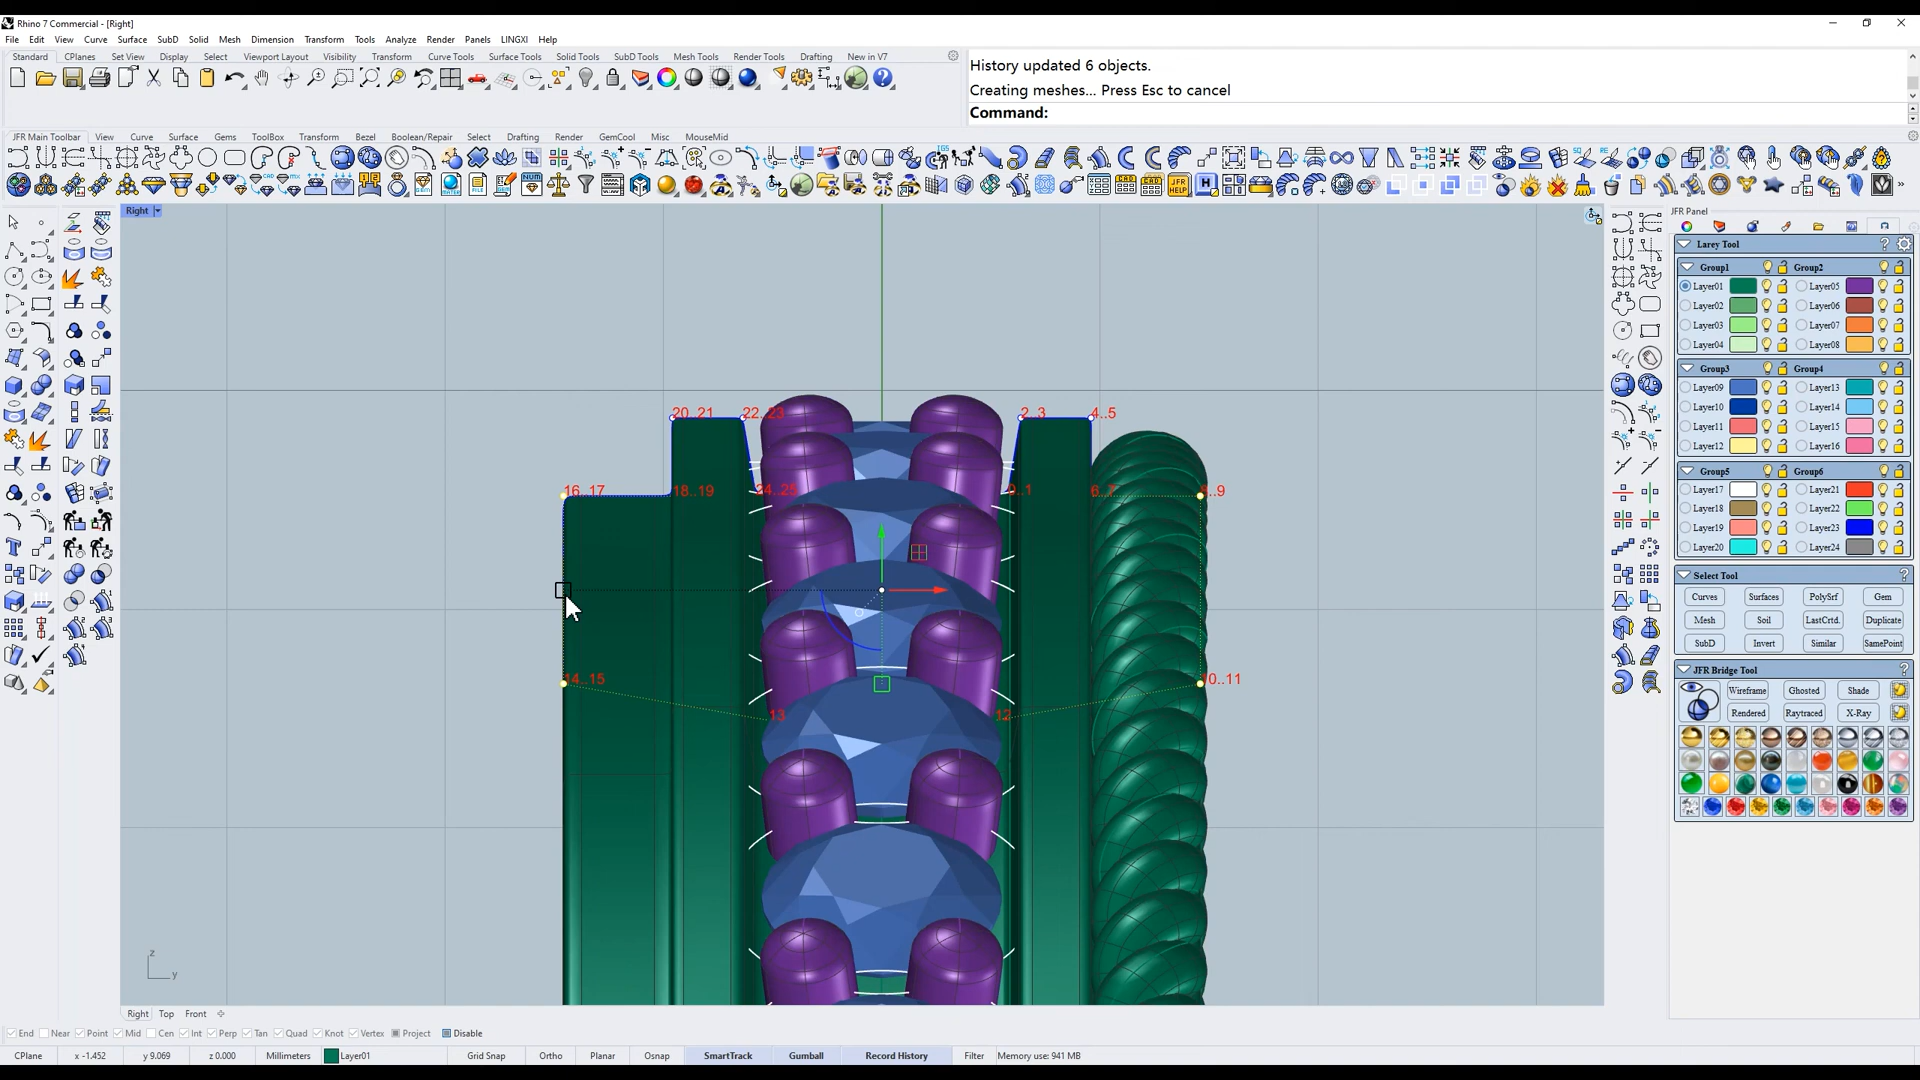 Rhino 7 Commercial - [Right]
File Edit View Curve Surface SubD Solid Mesh Dimension Transform Tools Analyze Render Panels LINGXI Help
Standard CPlanes Set View Display Select Viewport Layout Visibility Transform Curve Tools Surface Tools Solid Tools SubD Tools Mesh Tools Render Tools Drafting New in V7
History updated 6 objects.
Creating meshes... Press Esc to cancel
Command:
JFR Main Toolbar View Curve Surface Gems ToolBox Transform Bezel Boolean/Repair Select Drafting Render GemCool Misc MouseMid
Right
JFR Panel
Larey Tool
Group1 Group2
Layer01 Layer05
Layer02 Layer06
Layer03 Layer07
Layer04 Layer08
Group3 Group4
Layer09 Layer13
Layer10 Layer14
Layer11 Layer15
Layer12 Layer16
Group5 Group6
Layer17 Layer21
Layer18 Layer22
Layer19 Layer23
Layer20 Layer24
Select Tool
Curves Surfaces PolySrf Gem
Mesh Soil LastCrtd. Duplicate
SubD Invert Similar SamePoint
JFR Bridge Tool
Wireframe Ghosted Shade
Rendered Raytraced X-Ray
20..21 22..23 2..3 4..5
16..17 18..19 24..25 0..1 6..7 8..9
14..15 10..11
13 12
z
y
Right Top Front
End Near Point Mid Cen Int Perp Tan Quad Knot Vertex Project Disable
CPlane x -1.452 y 9.069 z 0.000 Millimeters Layer01 Grid Snap Ortho Planar Osnap SmartTrack Gumball Record History Filter Memory use: 941 MB